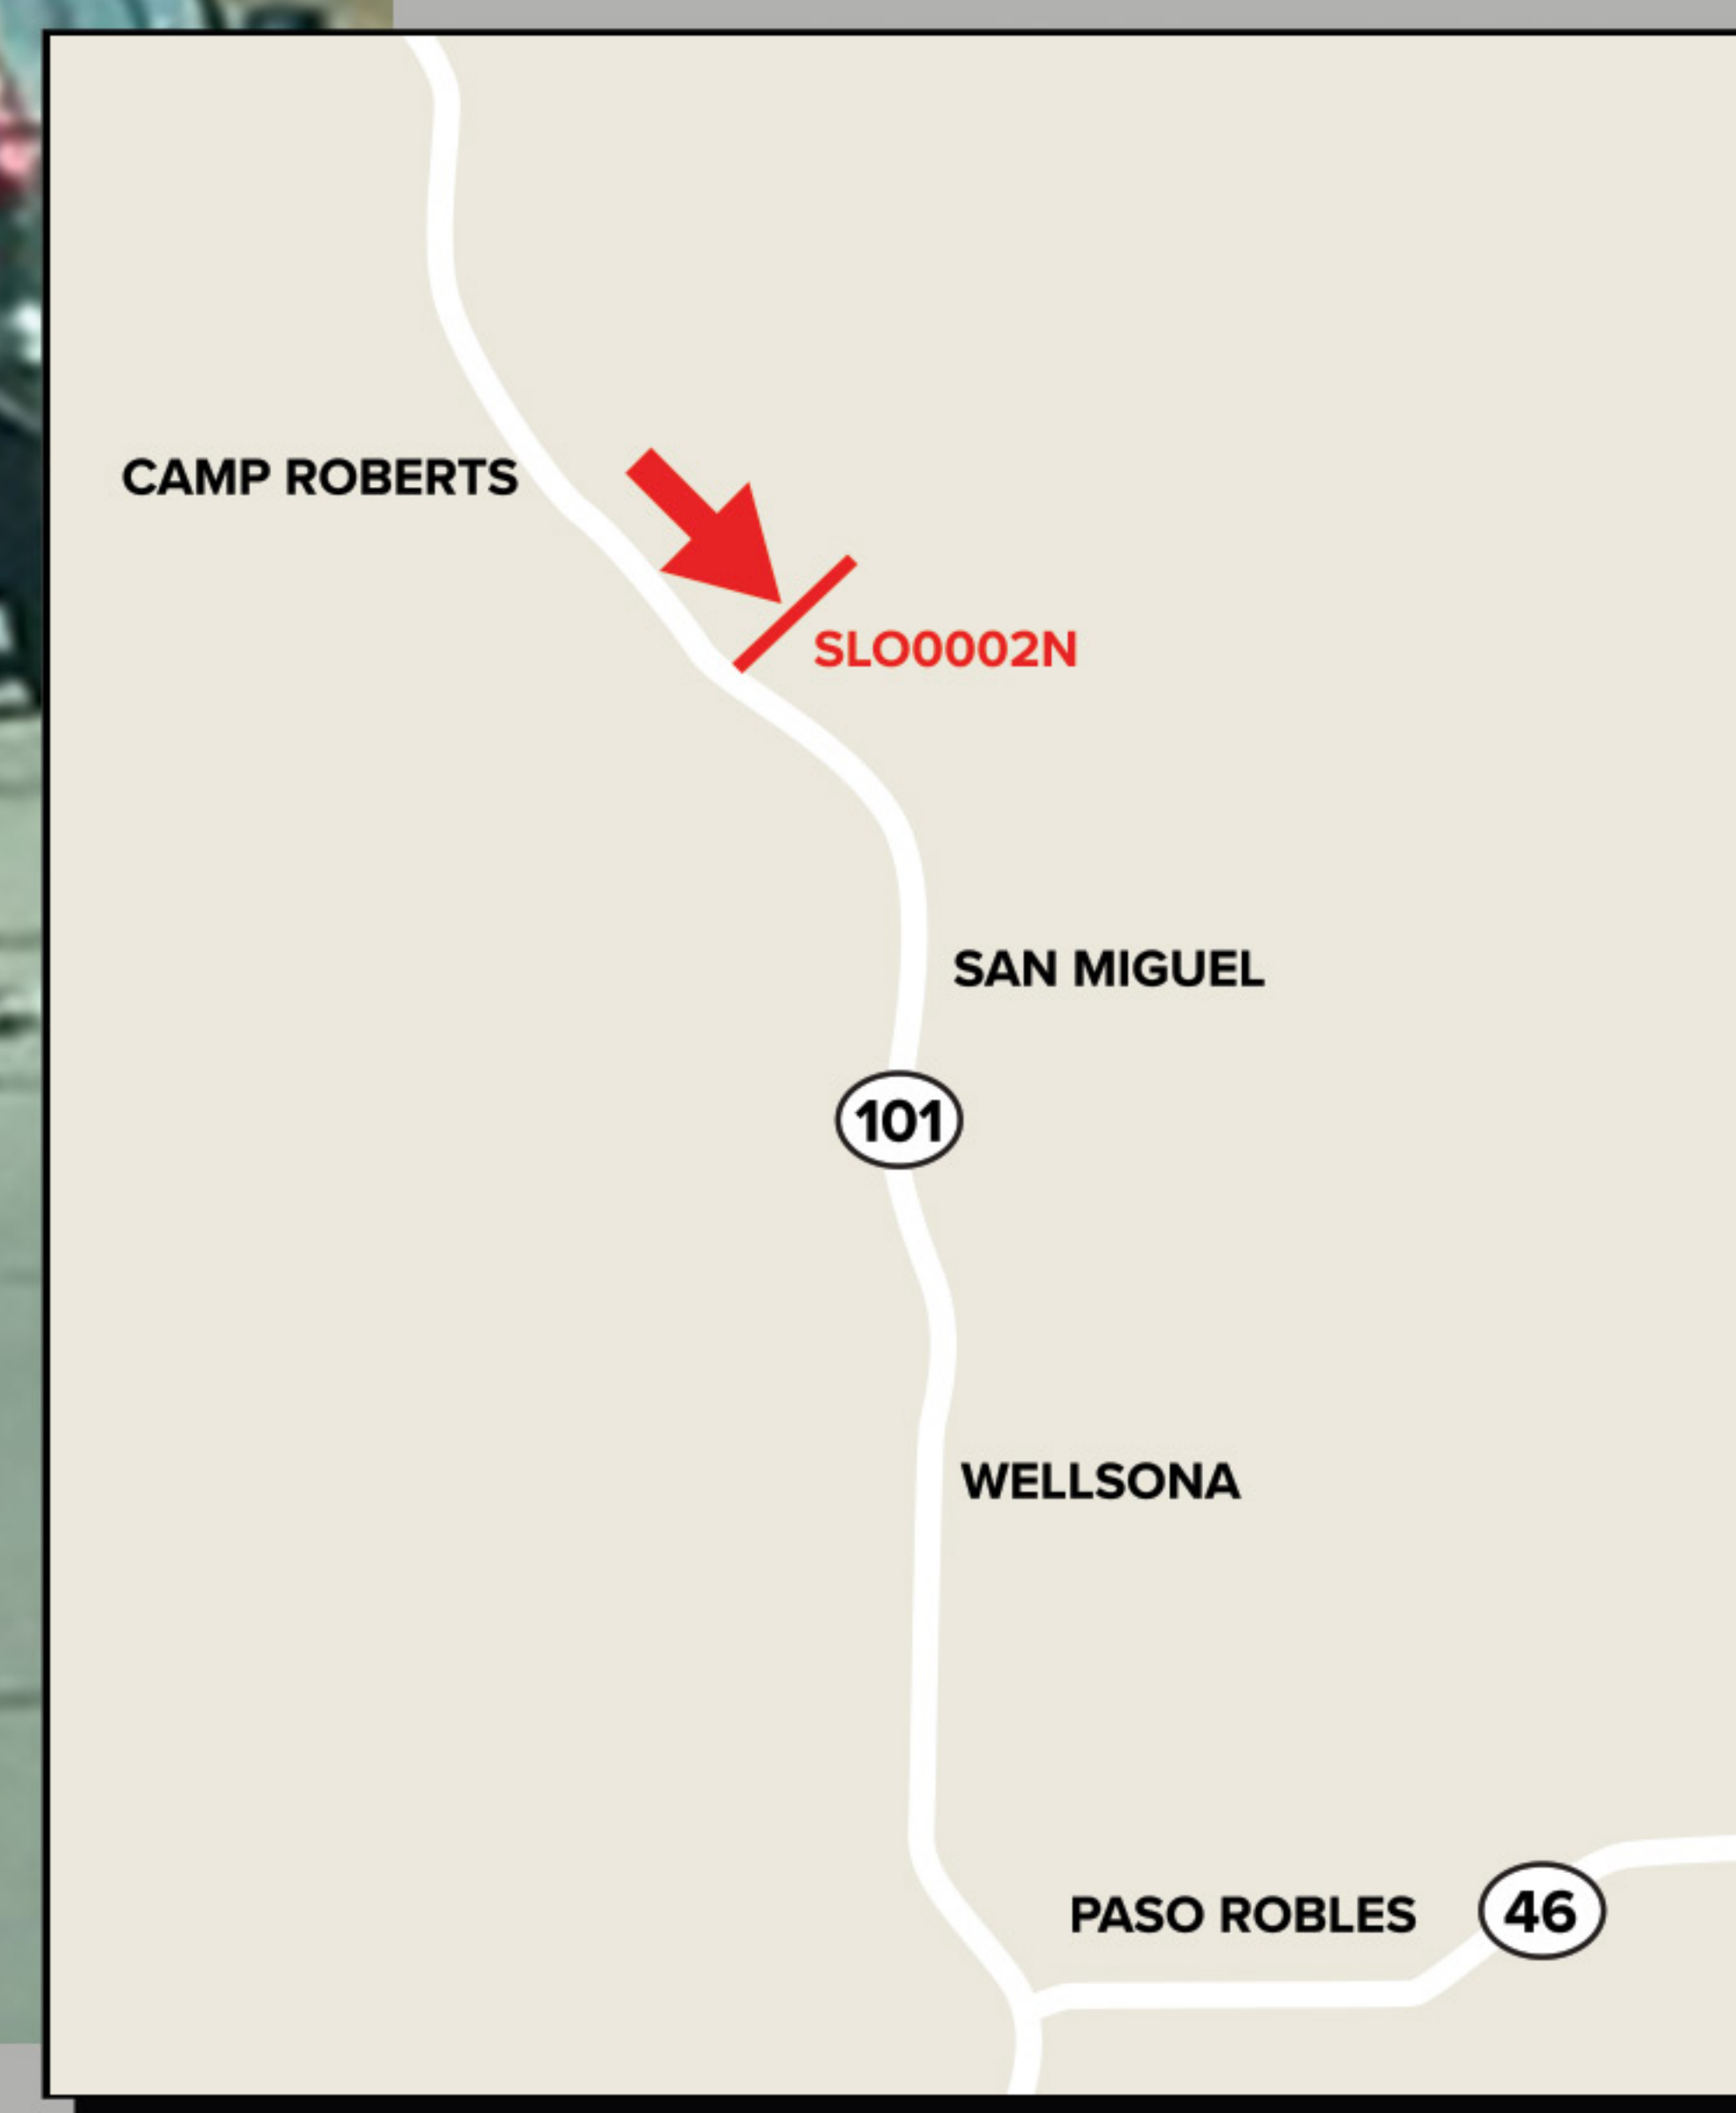 CAMP ROBERTS
SLO0002N
SAN MIGUEL
101
WELLSONA
PASO ROBLES
46